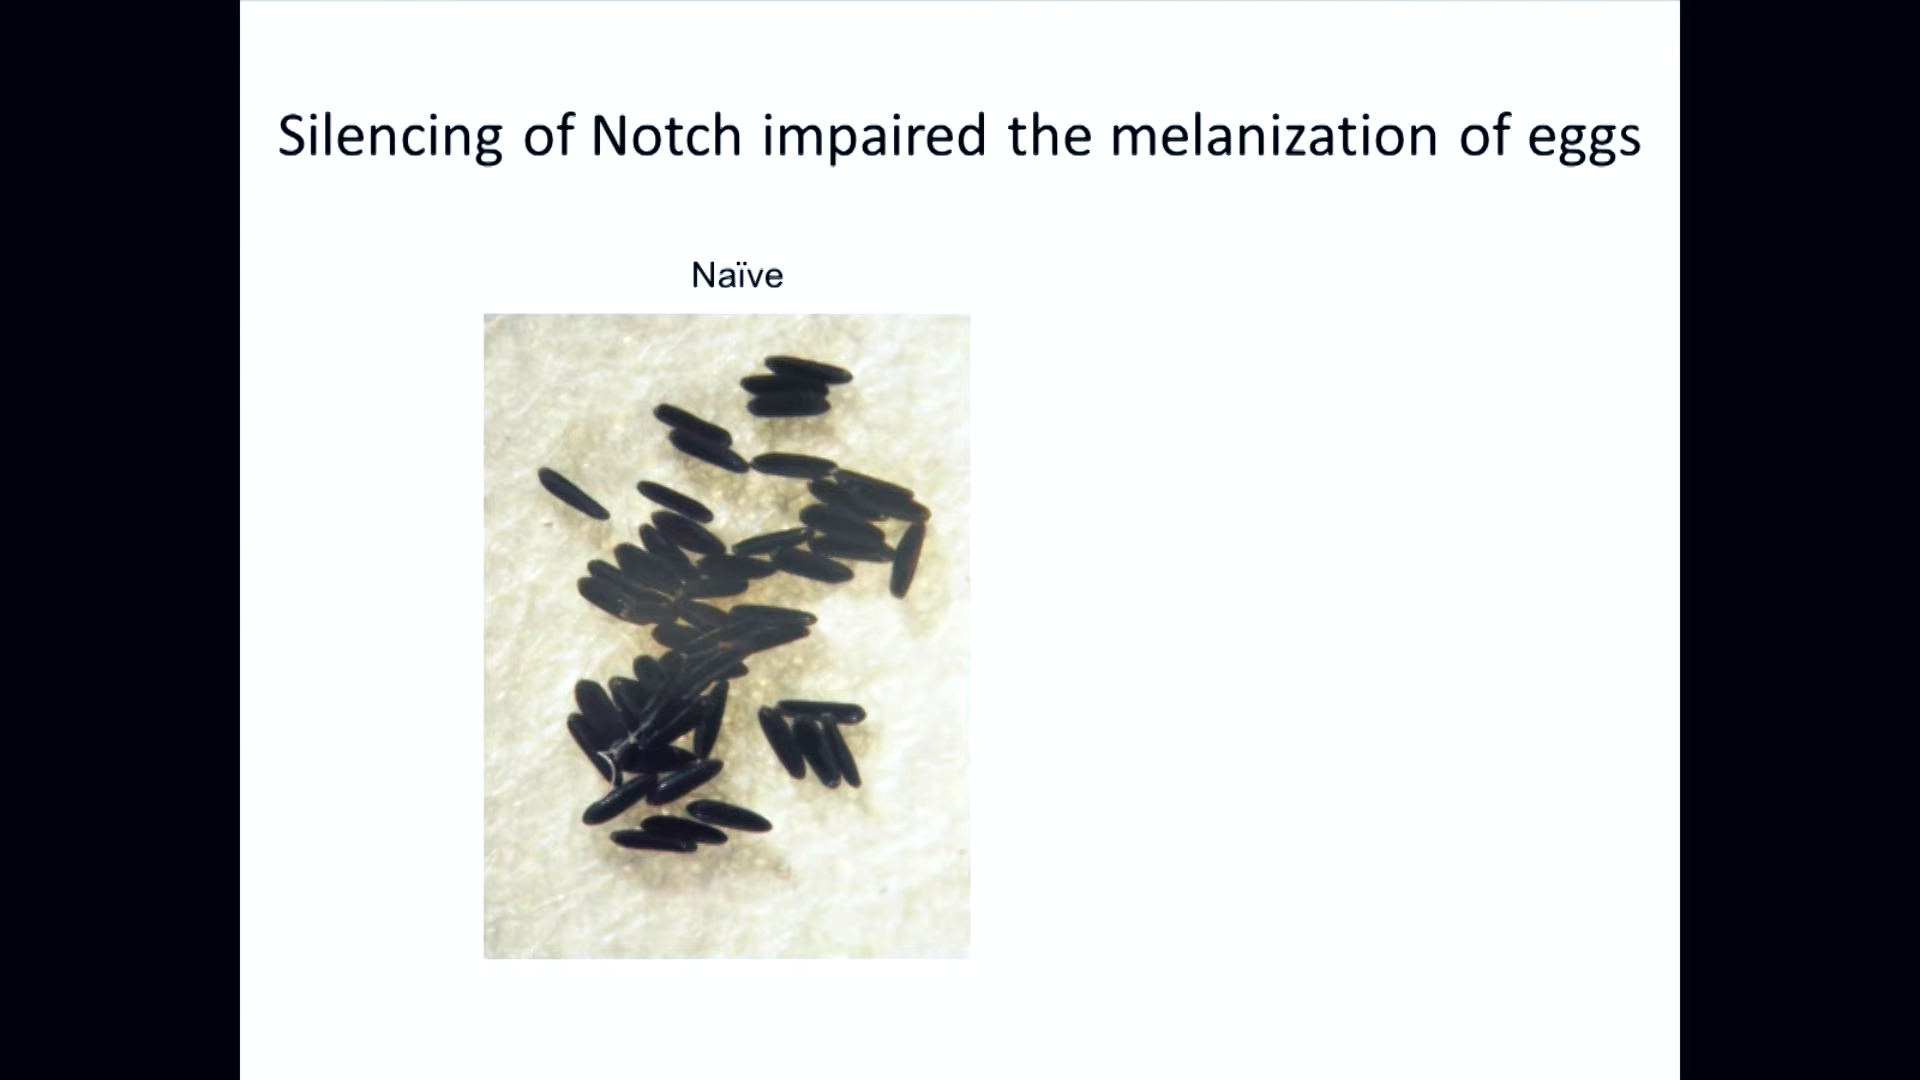 Silencing of Notch impaired the melanization of eggs
Naïve